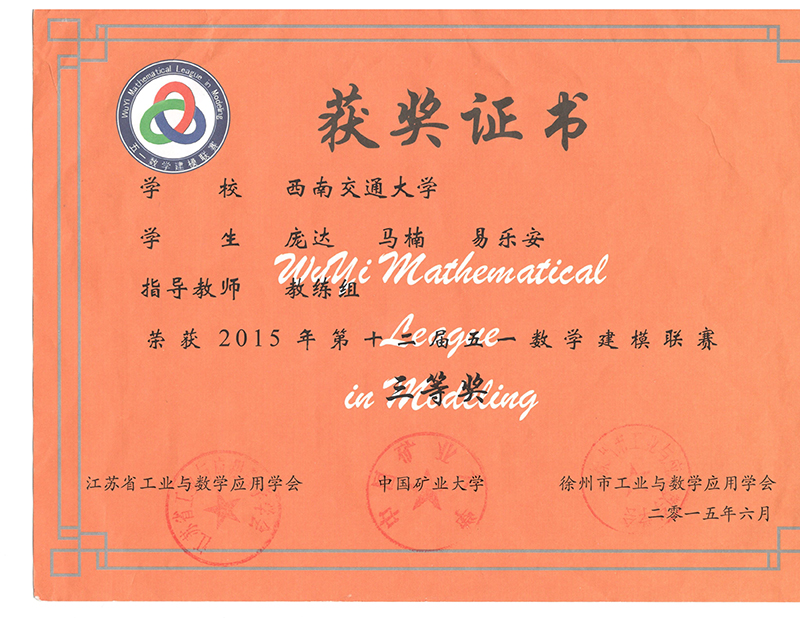 WuYi Mathematical League in Modeling
五一数学建模联赛
获奖证书
学 校 西南交通大学
学 生 庞达 马楠 易乐安
WuYi Mathematical
指导教师 教练组
荣获2015年第十二届五一数学建模联赛
League
三等奖
in Modeling
江苏省工业与数学应用学会 中国矿业大学 徐州市工业与数学应用学会
二零一五年六月